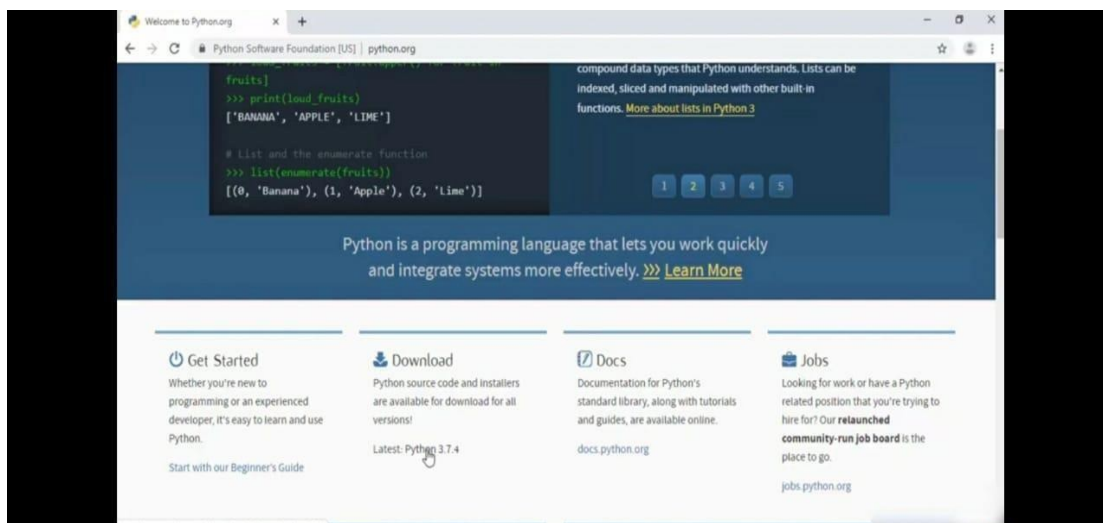 Welcome to Python.org
Python Software Foundation [US] | python.org
fruits]
>>> print(loud_fruits)
['BANANA', 'APPLE', 'LIME']
# List and the enumerate function
>>> list(enumerate(fruits))
[(0, 'Banana'), (1, 'Apple'), (2, 'Lime')]
compound data types that Python understands. Lists can be
indexed, sliced and manipulated with other built-in
functions. More about lists in Python 3
1 2 3 4 5
Python is a programming language that lets you work quickly
and integrate systems more effectively. >>> Learn More
Get Started
Whether you're new to
programming or an experienced
developer, it's easy to learn and use
Python.
Start with our Beginner's Guide
Download
Python source code and installers
are available for download for all
versions!
Latest: Python 3.7.4
Docs
Documentation for Python's
standard library, along with tutorials
and guides, are available online.
docs.python.org
Jobs
Looking for work or have a Python
related position that you're trying to
hire for? Our relaunched
community-run job board is the
place to go.
jobs.python.org